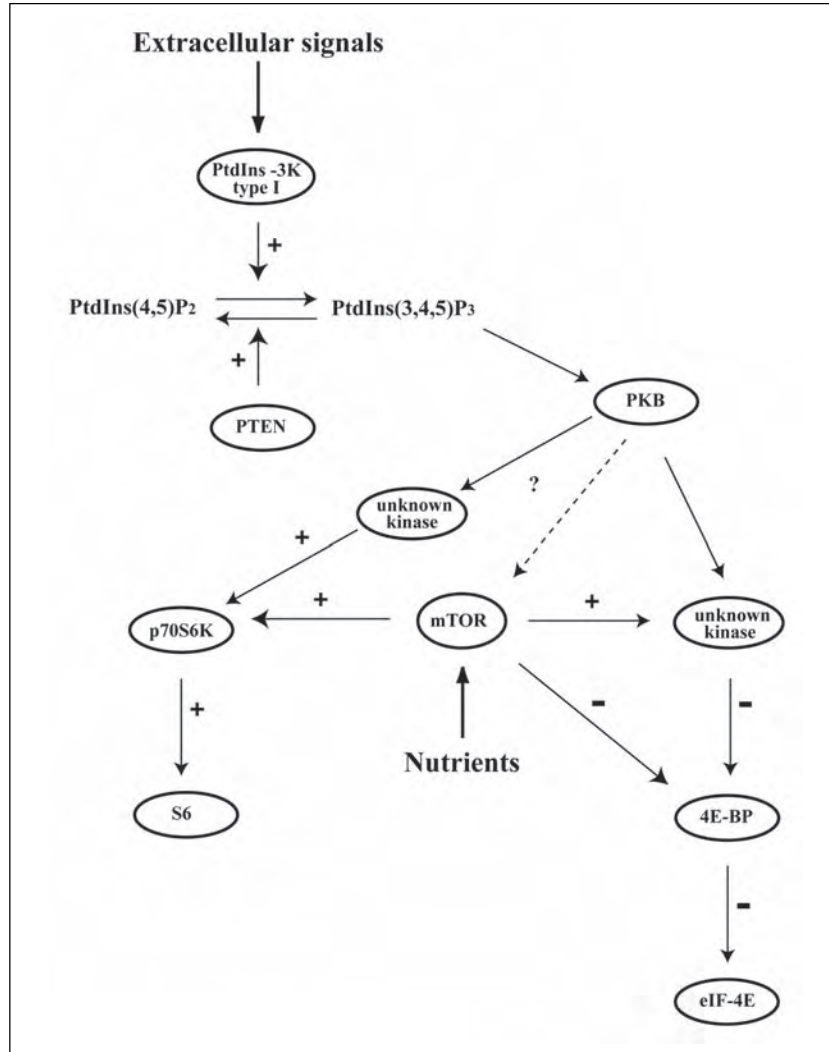 Extracellular signals
PtdIns -3K
type I
+
PtdIns(4,5)P2
PtdIns(3,4,5)P3
+
PTEN
PKB
?
unknown
kinase
+
+
+
p70S6K
mTOR
unknown
kinase
+
-
-
Nutrients
S6
4E-BP
-
eIF-4E